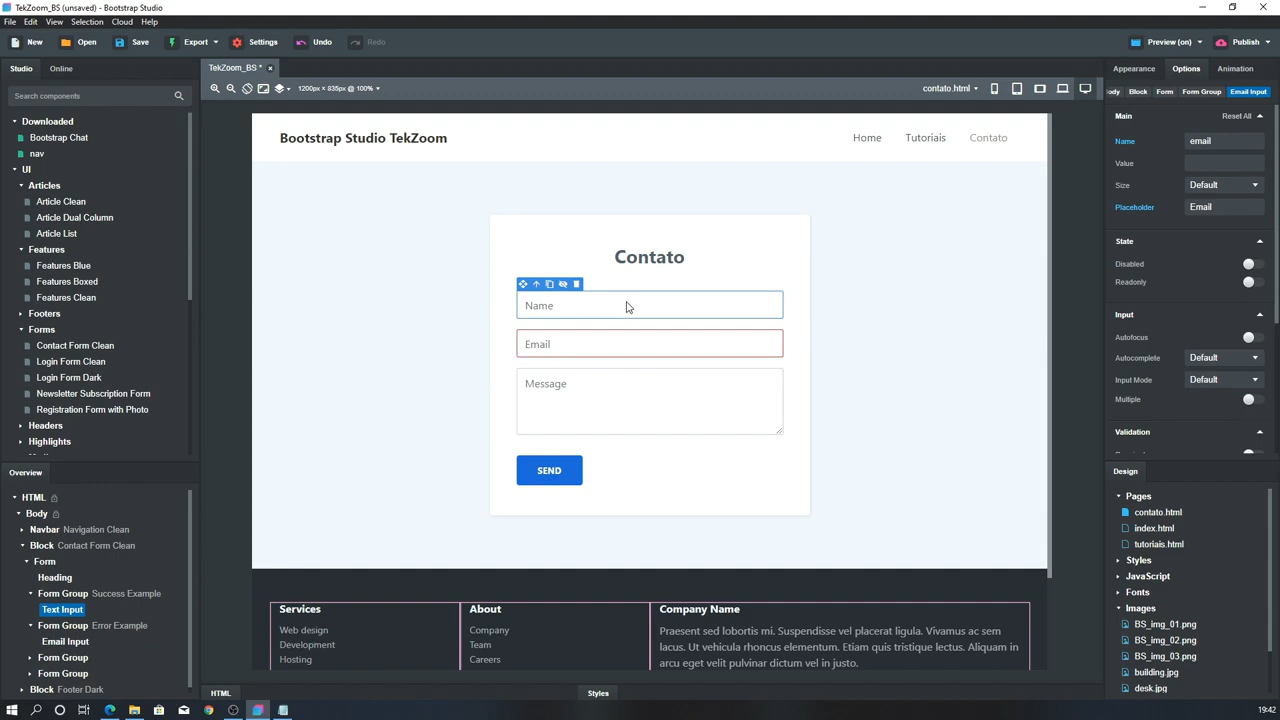 TekZoom_BS (unsaved) - Bootstrap Studio
File Edit View Selection Cloud Help
New Open Save Export Settings Undo Redo Preview (on) Publish
Studio Online
TekZoom_BS *
Appearance Options Animation
Search components
1200px × 835px @ 100%
contato.html
ody Block Form Form Group Email Input
Downloaded
Bootstrap Chat
nav
UI
Articles
Article Clean
Article Dual Column
Article List
Features
Features Blue
Features Boxed
Features Clean
Footers
Forms
Contact Form Clean
Login Form Clean
Login Form Dark
Newsletter Subscription Form
Registration Form with Photo
Headers
Highlights
Overview
HTML
Body
Navbar Navigation Clean
Block Contact Form Clean
Form
Heading
Form Group Success Example
Text Input
Form Group Error Example
Email Input
Form Group
Form Group
Block Footer Dark
Bootstrap Studio TekZoom
Home Tutoriais Contato
Contato
Name
Email
Message
SEND
Services
Web design
Development
Hosting
About
Company
Team
Careers
Company Name
Praesent sed lobortis mi. Suspendisse vel placerat ligula. Vivamus ac sem
lacus. Ut vehicula rhoncus elementum. Etiam quis tristique lectus. Aliquam in
arcu eget velit pulvinar dictum vel in justo.
HTML Styles
Main Reset All
Name email
Value
Size Default
Placeholder Email
State
Disabled
Readonly
Input
Autofocus
Autocomplete Default
Input Mode Default
Multiple
Validation
Design
Pages
contato.html
index.html
tutoriais.html
Styles
JavaScript
Fonts
Images
BS_img_01.png
BS_img_02.png
BS_img_03.png
building.jpg
desk.jpg
19:42